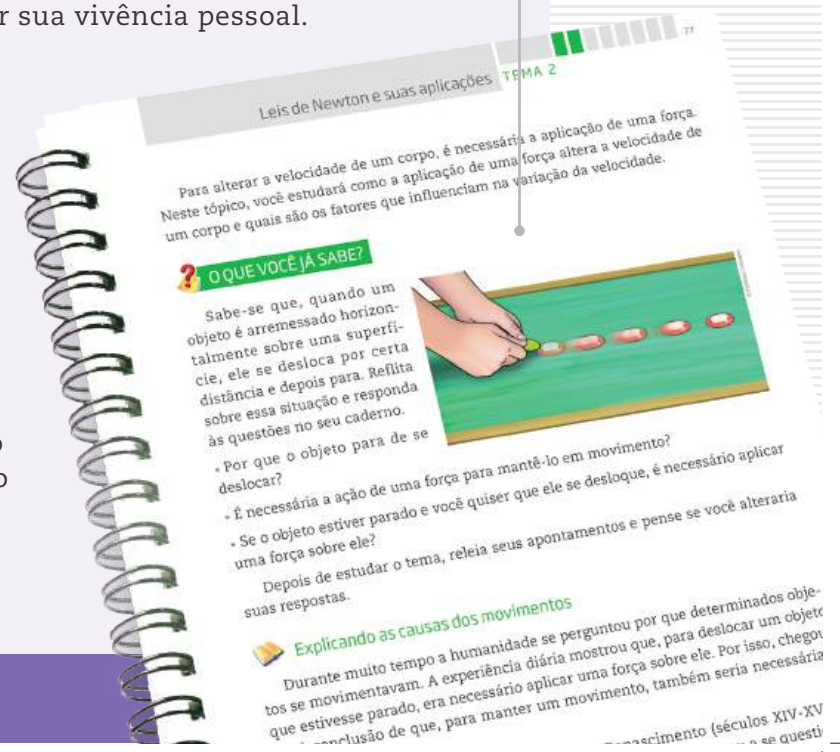 r sua vivência pessoal.
77
Leis de Newton e suas aplicações TEMA 2
Para alterar a velocidade de um corpo, é necessária a aplicação de uma força.
Neste tópico, você estudará como a aplicação de uma força altera a velocidade de
um corpo e quais são os fatores que influenciam na variação da velocidade.
O QUE VOCÊ JÁ SABE?
Sabe-se que, quando um
objeto é arremessado horizon-
talmente sobre uma superfí-
cie, ele se desloca por certa
distância e depois para. Reflita
sobre essa situação e responda
às questões no seu caderno.
• Por que o objeto para de se
deslocar?
• É necessária a ação de uma força para mantê-lo em movimento?
• Se o objeto estiver parado e você quiser que ele se desloque, é necessário aplicar
uma força sobre ele?
Depois de estudar o tema, releia seus apontamentos e pense se você alteraria
suas respostas.
Explicando as causas dos movimentos
Durante muito tempo a humanidade se perguntou por que determinados obje-
tos se movimentavam. A experiência diária mostrou que, para deslocar um objeto
que estivesse parado, era necessário aplicar uma força sobre ele. Por isso, chegou
conclusão de que, para manter um movimento, também seria necessária
nascimento (séculos XIV-XV
a se questi
o
o